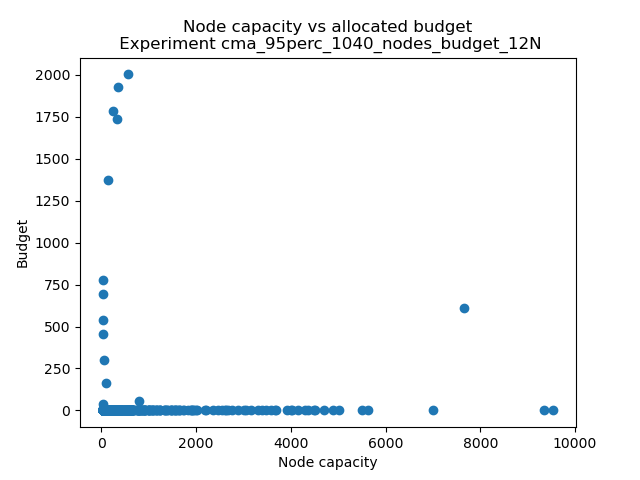 Node capacity vs allocated budget
Experiment cma_95perc_1040_nodes_budget_12N
2000
1750
1500
1250
1000
750
500
250
0
Budget
0 2000 4000 6000 8000 10000
Node capacity